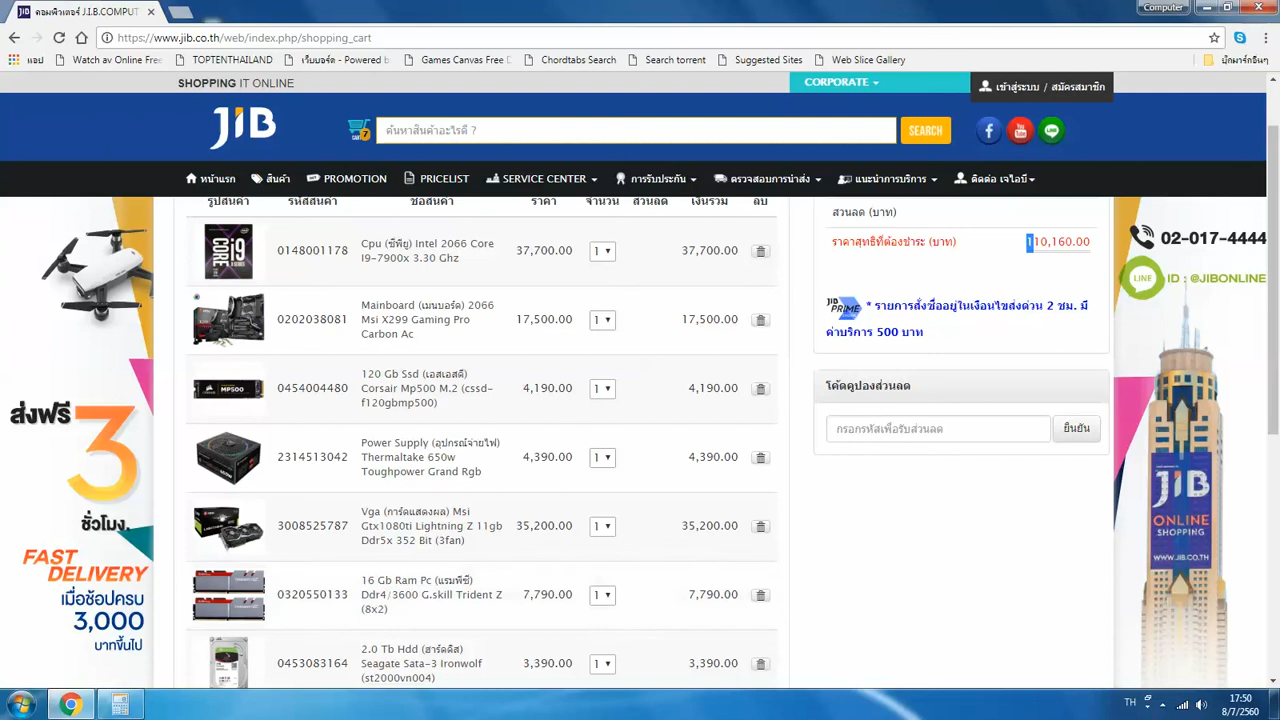 คอมพิวเตอร์ J.I.B.COMPUT
Computer
https://www.jib.co.th/web/index.php/shopping_cart
แอป
Watch av Online Free
TOPTENTHAILAND
เว็บบอร์ด - Powered b
Games Canvas Free D
Chordtabs Search
Search torrent
Suggested Sites
Web Slice Gallery
บุ๊กมาร์กอื่นๆ
SHOPPING IT ONLINE
CORPORATE
เข้าสู่ระบบ / สมัครสมาชิก
JIB
CART 7
ค้นหาสินค้าอะไรดี ?
SEARCH
f
You Tube
LINE
หน้าแรก
สินค้า
PROMOTION
PRICELIST
SERVICE CENTER
การรับประกัน
ตรวจสอบการนำส่ง
แนะนำการบริการ
ติดต่อ เจไอบี
รูปสินค้า รหัสสินค้า ชื่อสินค้า ราคา จำนวน ส่วนลด เงินรวม ลบ
CORE i9
0148001178 Cpu (ซีพียู) Intel 2066 Core 37,700.00 1 37,700.00
I9-7900x 3.30 Ghz
Mainboard (เมนบอร์ด) 2066
0192038081 Msi X299 Gaming Pro 17,500.00 1 17,500.00
Carbon Ac
120 Gb Ssd (เอสเอสดี)
MP500
0454004480 Corsair Mp500 M.2 (cssd- 4,190.00 1 4,190.00
f120gbmp500)
Power Supply (อุปกรณ์จ่ายไฟ)
2314513042 Thermaltake 650w 4,390.00 1 4,390.00
Toughpower Grand Rgb
Vga (การ์ดแสดงผล) Msi
3008525787 Gtx1080ti Lightning Z 11gb 35,200.00 1 35,200.00
Ddr5x 352 Bit (3fan)
16 Gb Ram Pc (แรมพีซี)
0320550133 Ddr4/3600 G.skill Trident Z 7,790.00 1 7,790.00
(8x2)
2.0 Tb Hdd (ฮาร์ดดิส)
0453083164 Seagate Sata-3 Ironwolf 3,390.00 1 3,390.00
(st2000vn004)
ส่วนลด (บาท)
ราคาสุทธิที่ต้องชำระ (บาท) 110,160.00
JIB PRIME * รายการสั่งซื้ออยู่ในเงื่อนไขส่งด่วน 2 ชม. มี
ค่าบริการ 500 บาท
โค้ดคูปองส่วนลด
กรอกรหัสเพื่อรับส่วนลด
ยืนยัน
ส่งฟรี
3
ชั่วโมง.
FAST
DELIVERY
เมื่อช้อปครบ
3,000
บาทขึ้นไป
02-017-4444
LINE ID : @JIBONLINE
JIB
ONLINE
SHOPPING
WWW.JIB.CO.TH
TH
17:50
8/7/2560